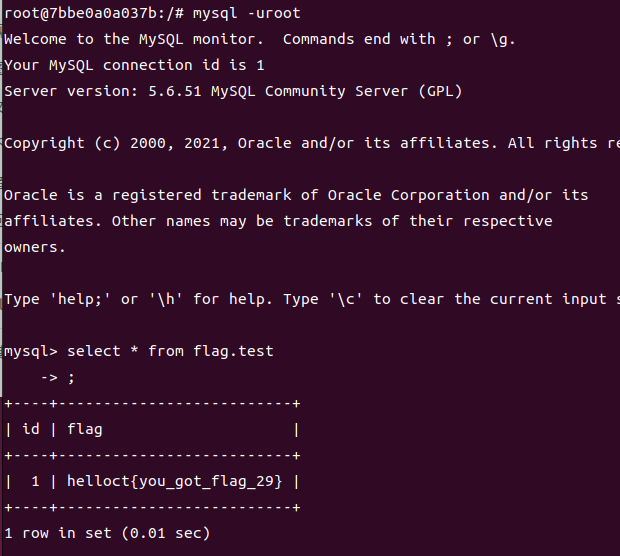 root@7bbe0a0a037b:/# mysql -uroot
Welcome to the MySQL monitor.  Commands end with ; or \g.
Your MySQL connection id is 1
Server version: 5.6.51 MySQL Community Server (GPL)
Copyright (c) 2000, 2021, Oracle and/or its affiliates. All rights re
Oracle is a registered trademark of Oracle Corporation and/or its
affiliates. Other names may be trademarks of their respective
owners.
Type 'help;' or '\h' for help. Type '\c' to clear the current input s
mysql> select * from flag.test
    -> ;
+----+--------------------------+
| id | flag                     |
+----+--------------------------+
|  1 | helloct{you_got_flag_29} |
+----+--------------------------+
1 row in set (0.01 sec)